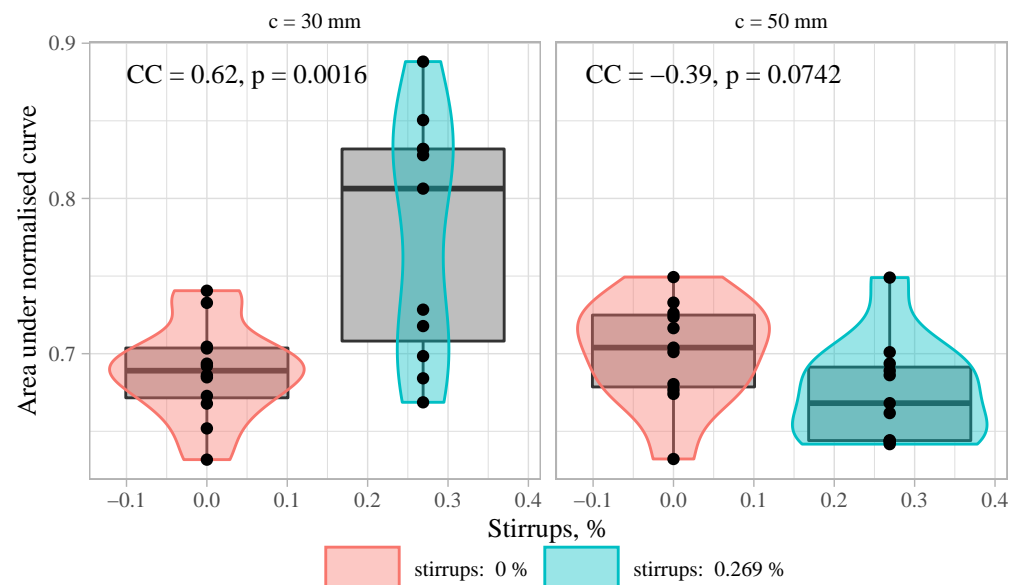 c = 30 mm
c = 50 mm
CC = 0.62, p = 0.0016
CC = −0.39, p = 0.0742
0.9
0.8
0.7
Area under normalised curve
−0.1 0.0 0.1 0.2 0.3 0.4
−0.1 0.0 0.1 0.2 0.3 0.4
Stirrups, %
stirrups: 0 %
stirrups: 0.269 %